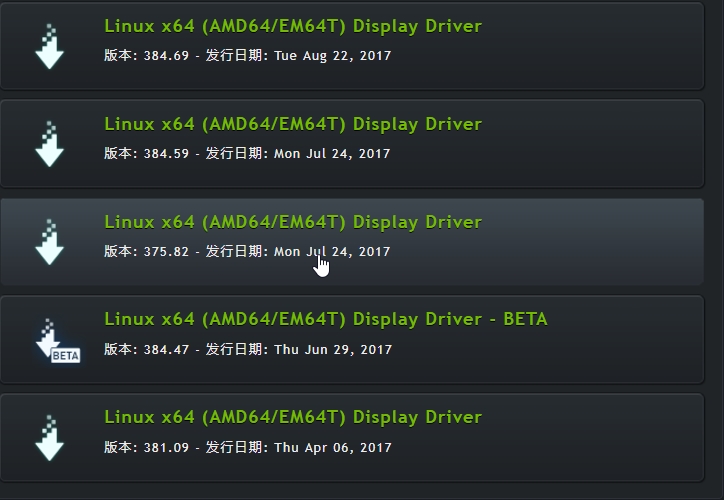 Linux x64 (AMD64/EM64T) Display Driver
版本: 384.69 - 发行日期: Tue Aug 22, 2017
Linux x64 (AMD64/EM64T) Display Driver
版本: 384.59 - 发行日期: Mon Jul 24, 2017
Linux x64 (AMD64/EM64T) Display Driver
版本: 375.82 - 发行日期: Mon Jul 24, 2017
Linux x64 (AMD64/EM64T) Display Driver - BETA
版本: 384.47 - 发行日期: Thu Jun 29, 2017
BETA
Linux x64 (AMD64/EM64T) Display Driver
版本: 381.09 - 发行日期: Thu Apr 06, 2017